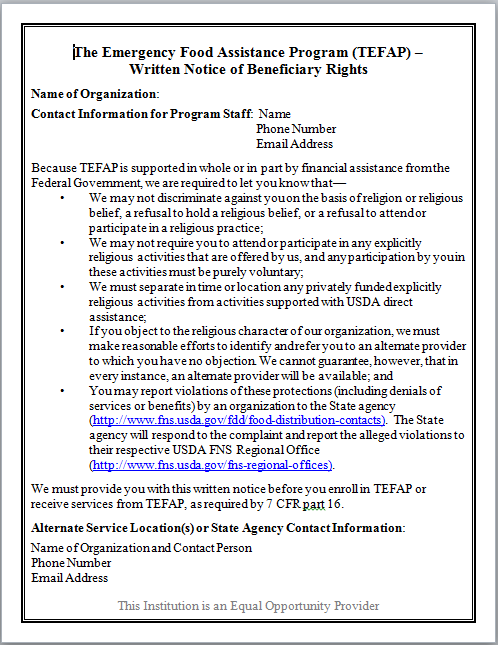 The Emergency Food Assistance Program (TEFAP) –
Written Notice of Beneficiary Rights
Name of Organization:
Contact Information for Program Staff: Name
Phone Number
Email Address
Because TEFAP is supported in whole or in part by financial assistance from the
Federal Government, we are required to let you know that—
• We may not discriminate against you on the basis of religion or religious
belief, a refusal to hold a religious belief, or a refusal to attend or
participate in a religious practice;
• We may not require you to attend or participate in any explicitly
religious activities that are offered by us, and any participation by you in
these activities must be purely voluntary;
• We must separate in time or location any privately funded explicitly
religious activities from activities supported with USDA direct
assistance;
• If you object to the religious character of our organization, we must
make reasonable efforts to identify and refer you to an alternate provider
to which you have no objection. We cannot guarantee, however, that in
every instance, an alternate provider will be available; and
• You may report violations of these protections (including denials of
services or benefits) by an organization to the State agency
(http://www.fns.usda.gov/fdd/food-distribution-contacts). The State
agency will respond to the complaint and report the alleged violations to
their respective USDA FNS Regional Office
(http://www.fns.usda.gov/fns-regional-offices).
We must provide you with this written notice before you enroll in TEFAP or
receive services from TEFAP, as required by 7 CFR part 16.
Alternate Service Location(s) or State Agency Contact Information:
Name of Organization and Contact Person
Phone Number
Email Address
This Institution is an Equal Opportunity Provider